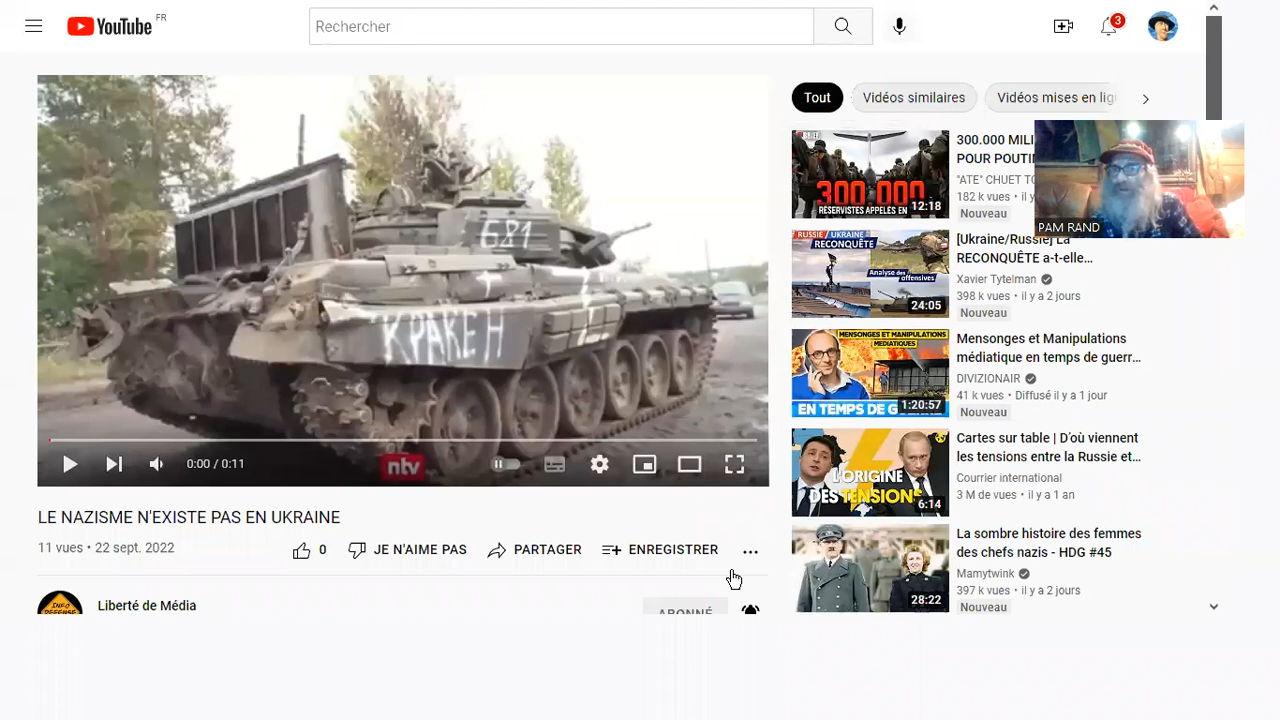 YouTube FR
Rechercher
3
681
КРАКЕН
0:00 / 0:11
ntv
LE NAZISME N'EXISTE PAS EN UKRAINE
11 vues • 22 sept. 2022
0
JE N'AIME PAS
PARTAGER
ENREGISTRER
INFO
DEFENSE
Liberté de Média
ABONNÉ
Tout
Vidéos similaires
Vidéos mises en lig
300.000
RÉSERVISTES APPELÉS EN
12:18
300.000 MILI
POUR POUTI
"ATE" CHUET TO
182 k vues • il y
Nouveau
PAM RAND
RUSSIE / UKRAINE
RECONQUÊTE
Analyse des
offensives
24:05
[Ukraine/Russie] La
RECONQUÊTE a-t-elle…
Xavier Tytelman
398 k vues • il y a 2 jours
Nouveau
MENSONGES ET MANIPULATIONS
MEDIATIQUES
EN TEMPS DE G
1:20:57
Mensonges et Manipulations
médiatique en temps de guerr…
DIVIZIONAIR
41 k vues • Diffusé il y a 1 jour
Nouveau
L'ORIGINE
DES TENSIONS
6:14
Cartes sur table | D'où viennent
les tensions entre la Russie et…
Courrier international
3 M de vues • il y a 1 an
28:22
La sombre histoire des femmes
des chefs nazis - HDG #45
Mamytwink
397 k vues • il y a 2 jours
Nouveau